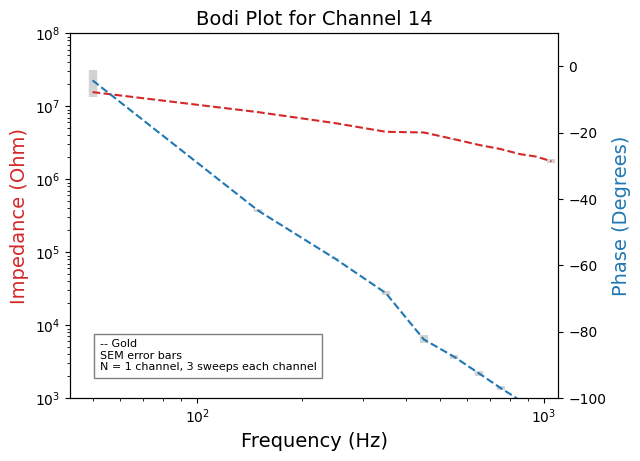 Bodi Plot for Channel 14
Impedance (Ohm)
10^8
10^7
10^6
10^5
10^4
10^3
0
−20
−40
−60
−80
−100
Phase (Degrees)
-- Gold
SEM error bars
N = 1 channel, 3 sweeps each channel
10^2
10^3
Frequency (Hz)